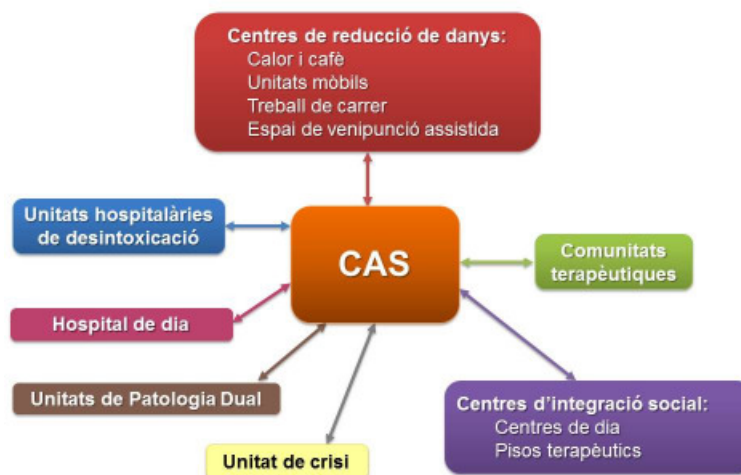 Centres de reducció de danys:
Calor i cafè
Unitats mòbils
Treball de carrer
Espai de venipunció assistida
Unitats hospitalàries
de desintoxicació
CAS
Comunitats
terapèutiques
Hospital de dia
Unitats de Patologia Dual
Centres d'integració social:
Centres de dia
Pisos terapèutics
Unitat de crisi